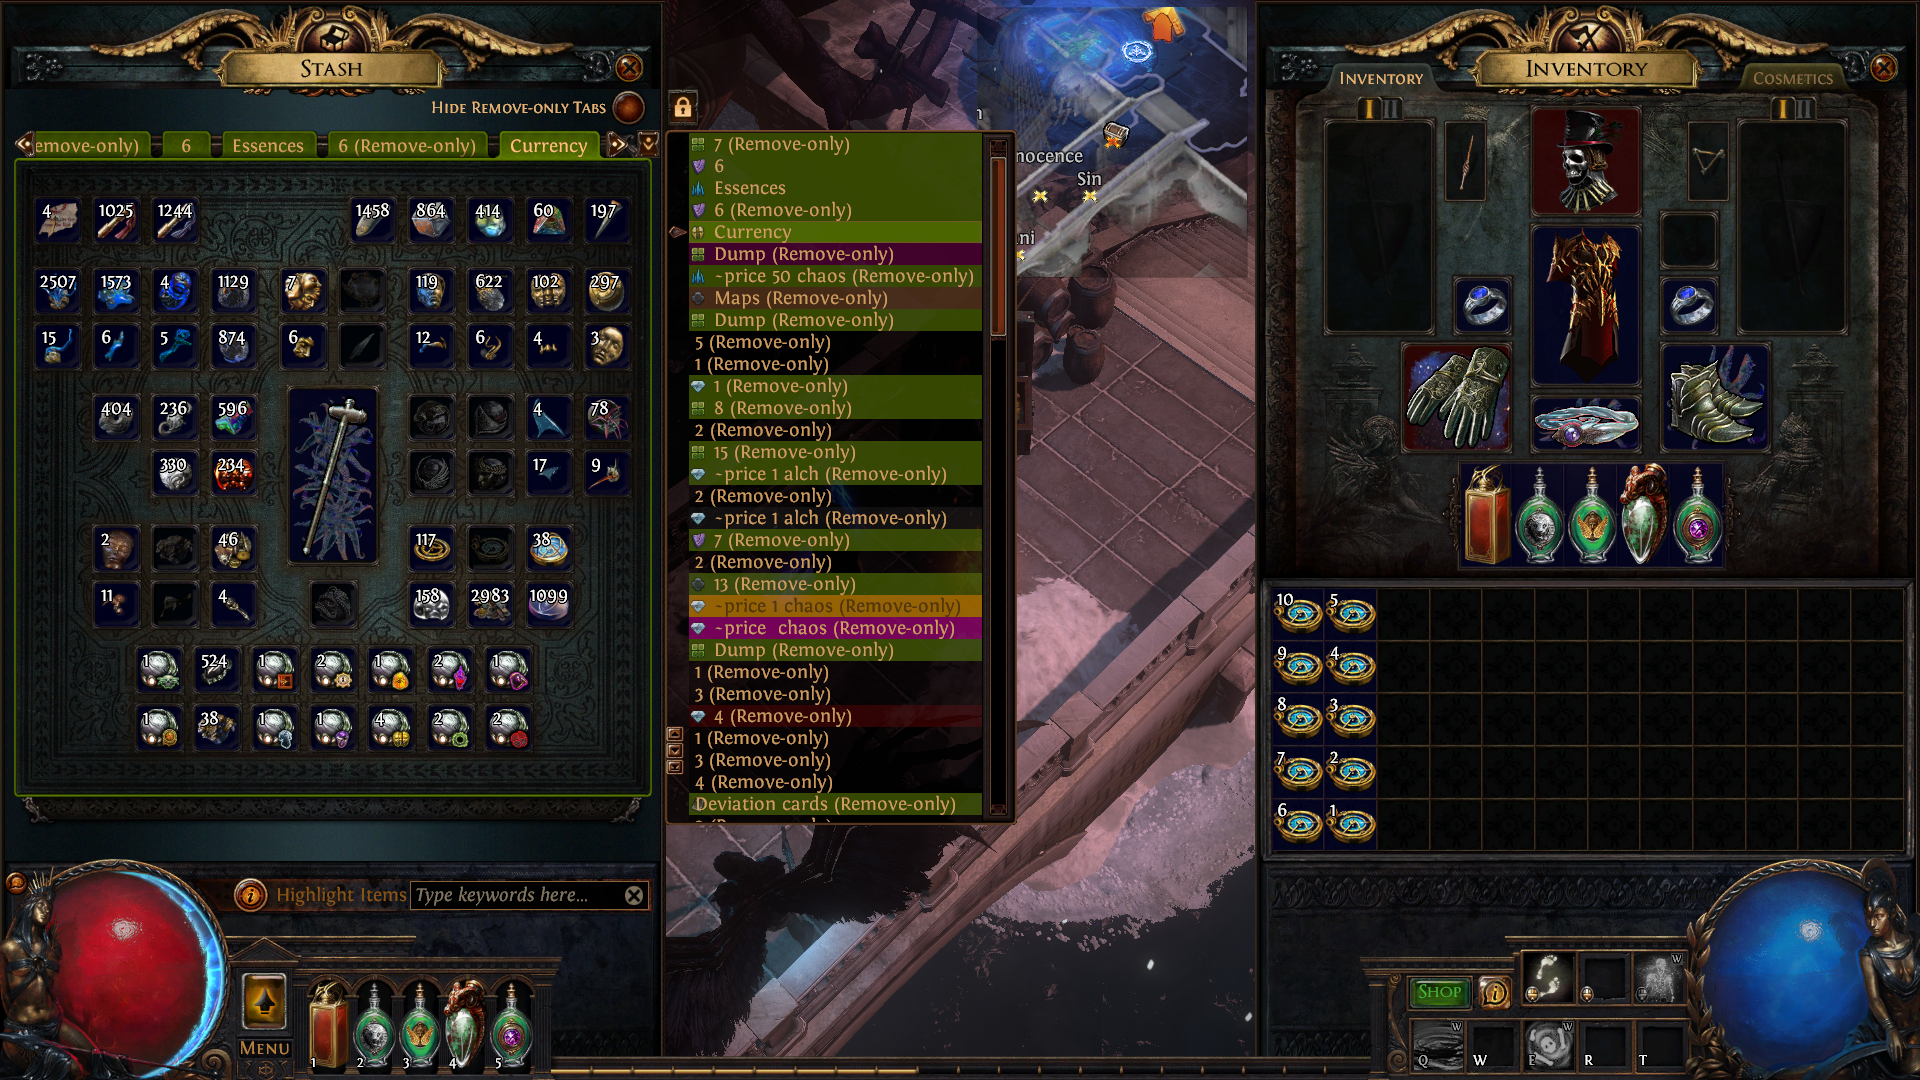 STASH
HIDE REMOVE-ONLY TABS
emove-only)
6
Essences
6 (Remove-only)
Currency
4
1025
1244
1458
864
414
60
197
2507
1573
4
1129
7
119
622
102
297
15
6
5
874
6
12
6
4
3
404
236
596
4
78
330
234
17
9
2
46
117
38
11
4
158
2983
1099
1
524
1
2
1
2
1
1
38
1
1
4
2
2
Highlight Items
Type keywords here...
MENU
1
2
3
4
5
7 (Remove-only)
6
Essences
6 (Remove-only)
Currency
Dump (Remove-only)
~price 50 chaos (Remove-only)
Maps (Remove-only)
Dump (Remove-only)
5 (Remove-only)
1 (Remove-only)
1 (Remove-only)
8 (Remove-only)
2 (Remove-only)
15 (Remove-only)
~price 1 alch (Remove-only)
2 (Remove-only)
~price 1 alch (Remove-only)
7 (Remove-only)
2 (Remove-only)
13 (Remove-only)
~price 1 chaos (Remove-only)
~price  chaos (Remove-only)
Dump (Remove-only)
1 (Remove-only)
3 (Remove-only)
4 (Remove-only)
1 (Remove-only)
3 (Remove-only)
4 (Remove-only)
Deviation cards (Remove-only)
nocence
Sin
ni
INVENTORY
INVENTORY
COSMETICS
I II
I II
10
5
9
4
8
3
7
2
6
1
SHOP
W
W
W
Q
W
E
R
T